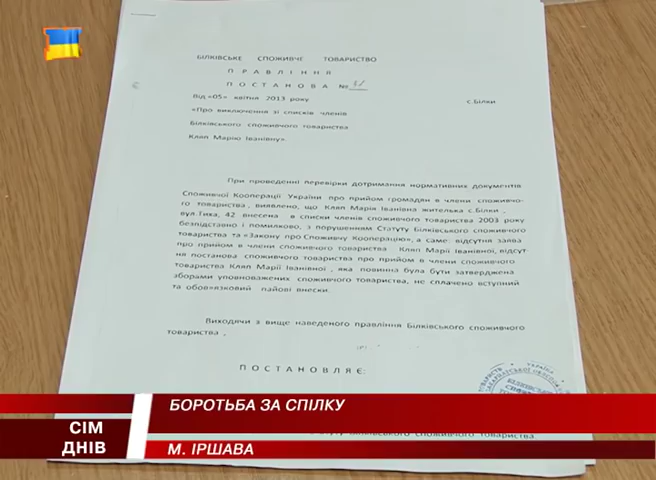 БІЛКІВСЬКЕ СПОЖИВЧЕ ТОВАРИСТВО
П Р А В Л І Н Н Я
П О С Т А Н О В А №
Від «05» квітня 2013 року с.Білки
«Про виключення зі списків членів
Білківського споживчого товариства
Кляп Марію Іванівну».
При проведенні перевірки дотримання нормативних документів
Споживчої Кооперації України про прийом громадян в члени споживчо-
го товариства , виявлено, що Кляп Марія Іванівна жителька с.Білки ,
вул.Тиха, 42 внесена в списки членів споживчого товариства 2003 року
безпідставно і помилково, з порушенням Статуту Білківського споживчого
товариства та «Закону про Споживчу Кооперацію», а саме: відсутня заява
про прийом в члени споживчого товариства Кляп Марії Іванівної, відсут
ня постанова споживчого товариства про прийом в члени споживчого
товариства Кляп Марії Іванівної , яка повинна була бути затверджена
зборами уповноважених споживчого товариства, не сплачено вступний
та обов»язковий пайові внески.
Виходячи з вище наведеного правління Білківського споживчого
товариства ,
П О С Т А Н О В Л Я Є:
УКРАЇНА
БОРОТЬБА ЗА СПІЛКУ
СІМ
ДНІВ
М. ІРШАВА
споживчого товариства